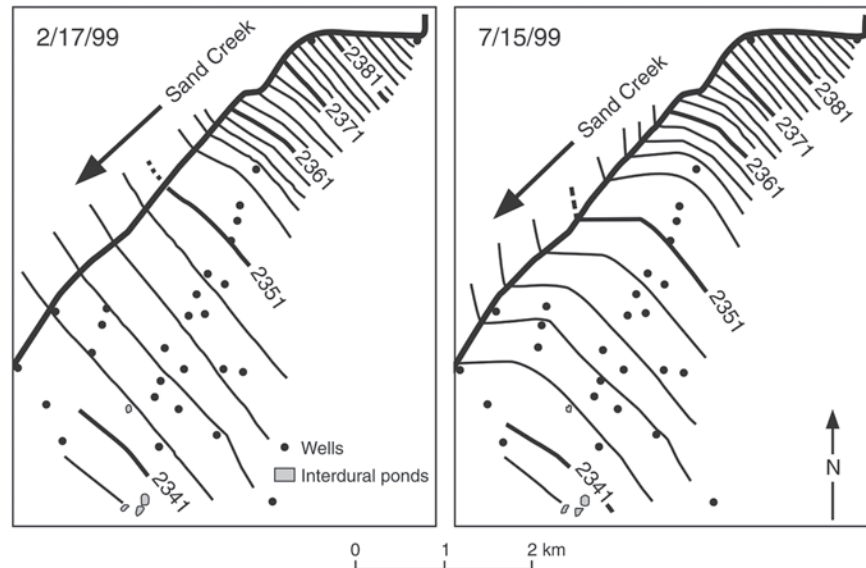 2/17/99
Sand Creek
2381
2371
2361
2351
2341
Wells
Interdural ponds
7/15/99
Sand Creek
2381
2371
2361
2351
2341
N
0 1 2 km